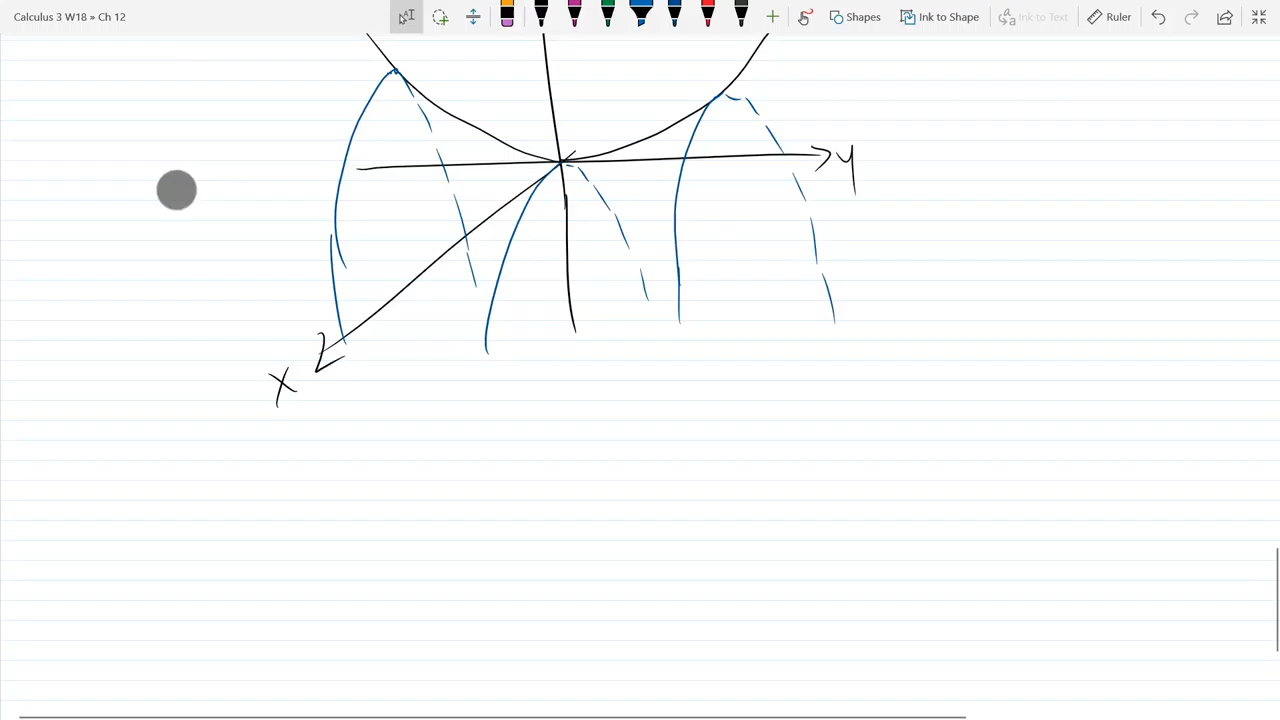 Calculus 3 W18 » Ch 12
Shapes
Ink to Shape
Ink to Text
Ruler
y
x